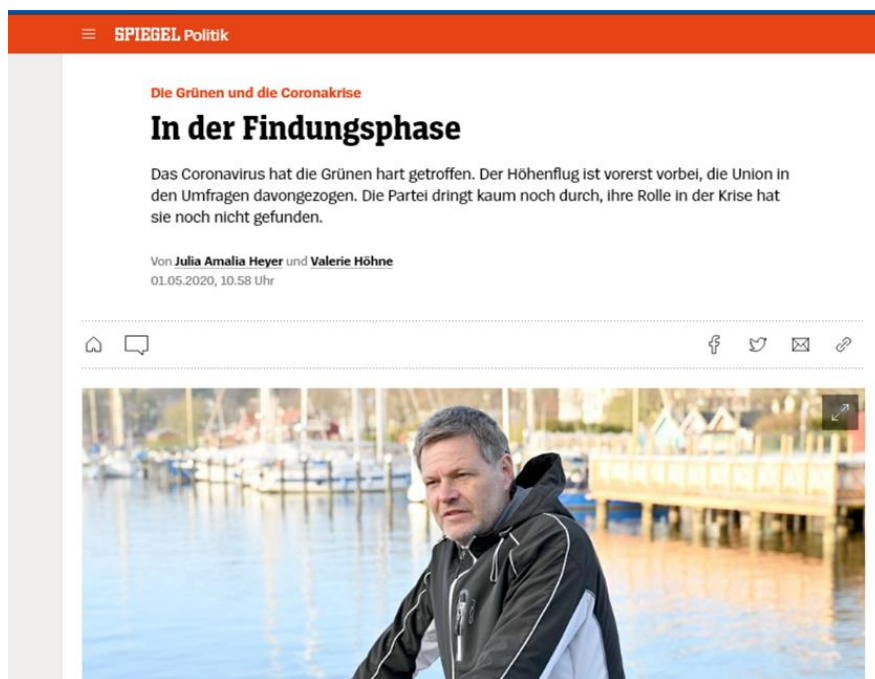 SPIEGEL Politik
Die Grünen und die Coronakrise
In der Findungsphase
Das Coronavirus hat die Grünen hart getroffen. Der Höhenflug ist vorerst vorbei, die Union in
den Umfragen davongezogen. Die Partei dringt kaum noch durch, ihre Rolle in der Krise hat
sie noch nicht gefunden.
Von Julia Amalia Heyer und Valerie Höhne
01.05.2020, 10.58 Uhr